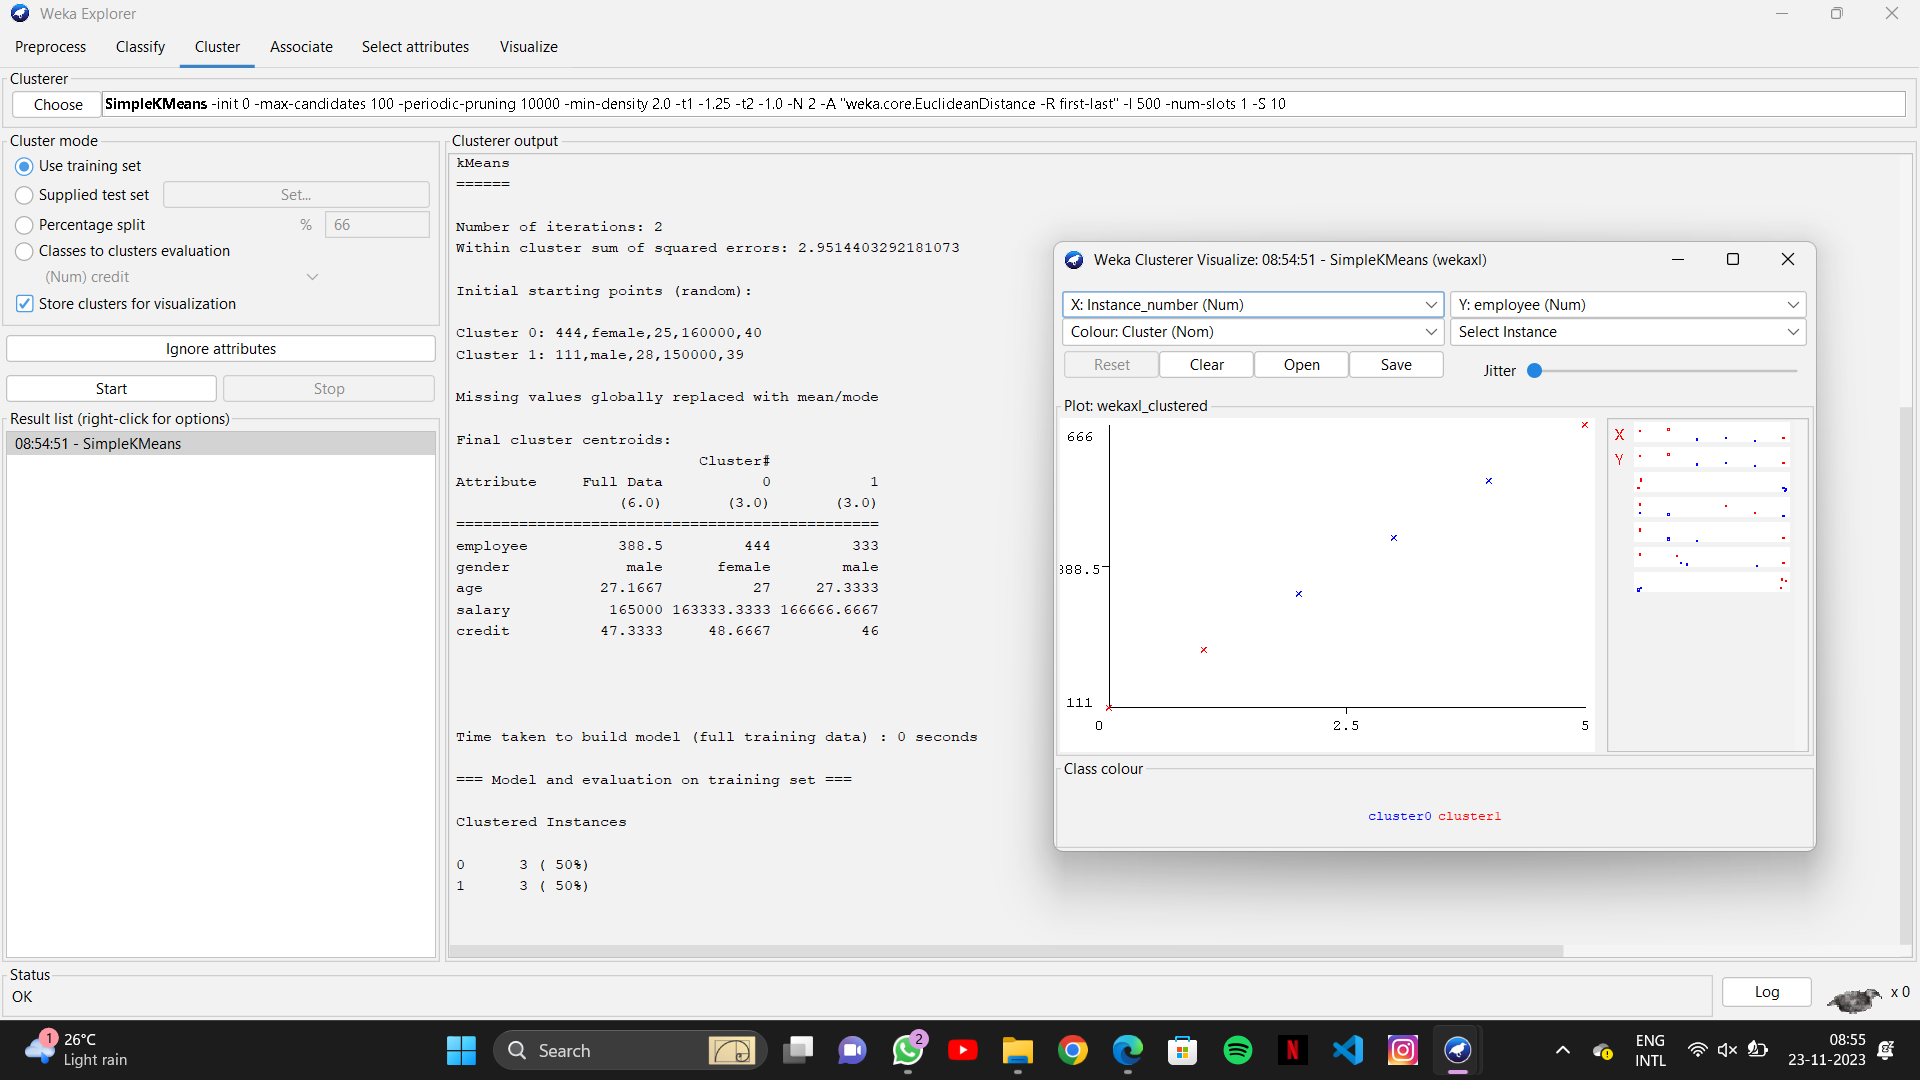 Weka Explorer
Preprocess Classify Cluster Associate Select attributes Visualize
Clusterer
Choose SimpleKMeans -init 0 -max-candidates 100 -periodic-pruning 10000 -min-density 2.0 -t1 -1.25 -t2 -1.0 -N 2 -A "weka.core.EuclideanDistance -R first-last" -I 500 -num-slots 1 -S 10
Cluster mode
Use training set
Supplied test set Set...
Percentage split % 66
Classes to clusters evaluation
(Num) credit
Store clusters for visualization
Ignore attributes
Start Stop
Result list (right-click for options)
08:54:51 - SimpleKMeans
Clusterer output
kMeans
======
Number of iterations: 2
Within cluster sum of squared errors: 2.9514403292181073
Initial starting points (random):
Cluster 0: 444,female,25,160000,40
Cluster 1: 111,male,28,150000,39
Missing values globally replaced with mean/mode
Final cluster centroids:
Cluster#
Attribute Full Data 0 1
(6.0) (3.0) (3.0)
================================================
employee 388.5 444 333
gender male female male
age 27.1667 27 27.3333
salary 165000 163333.3333 166666.6667
credit 47.3333 48.6667 46
Time taken to build model (full training data) : 0 seconds
=== Model and evaluation on training set ===
Clustered Instances
0 3 ( 50%)
1 3 ( 50%)
Weka Clusterer Visualize: 08:54:51 - SimpleKMeans (wekaxl)
X: Instance_number (Num) Y: employee (Num)
Colour: Cluster (Nom) Select Instance
Reset Clear Open Save Jitter
Plot: wekaxl_clustered
666
388.5
111
0 2.5 5
X
Y
Class colour
cluster0 cluster1
Status
OK
Log x 0
1
26°C
Light rain
Search
2
N
ENG
INTL
08:55
23-11-2023